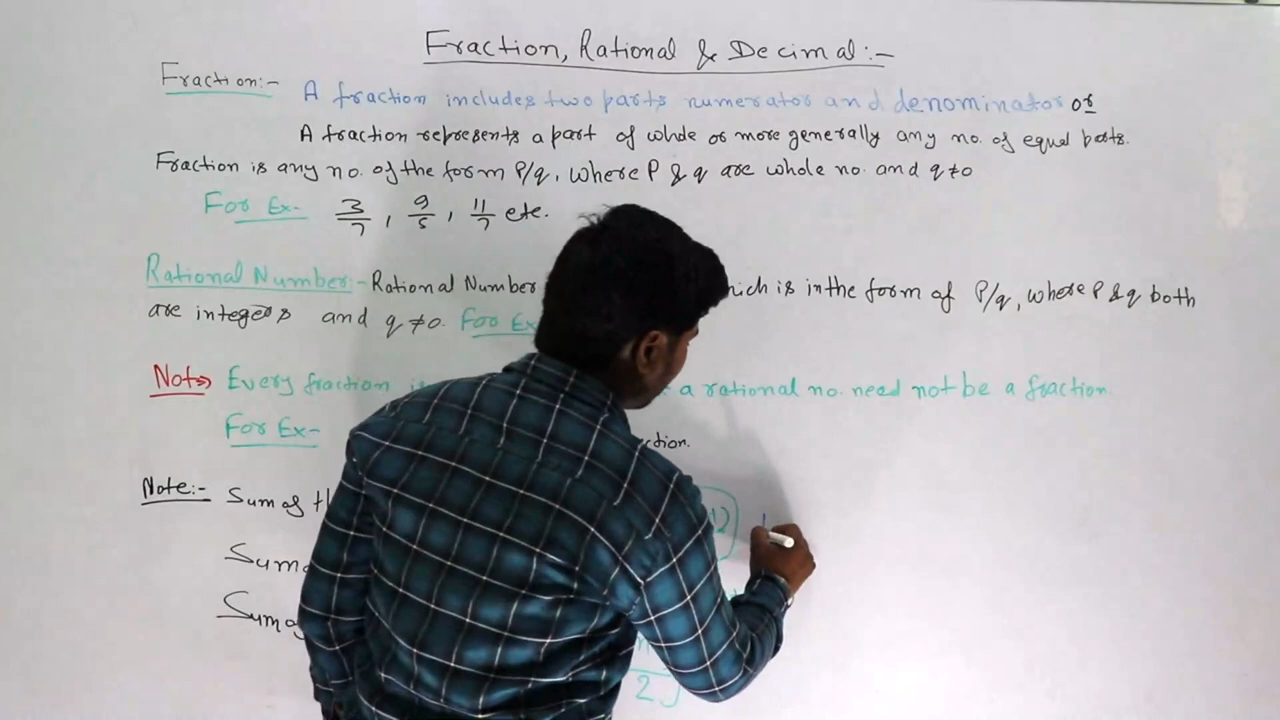 Fraction, Rational & Decimal:-
Fraction:- A fraction includes two parts numerator and denominator or
A fraction represents a part of whole or more generally any no. of equal parts.
Fraction is any no. of the form P/q, where P & q are whole no. and q≠0
For Ex- 3/7, 9/5, 11/7 etc.
Rational Number:- Rational Number which is in the form of P/q, where P & q both
are integers and q≠0. For Ex
Note Every fraction is a rational no. need not be a fraction.
For Ex-
Note:- Sum of
Sum
Sum of
2